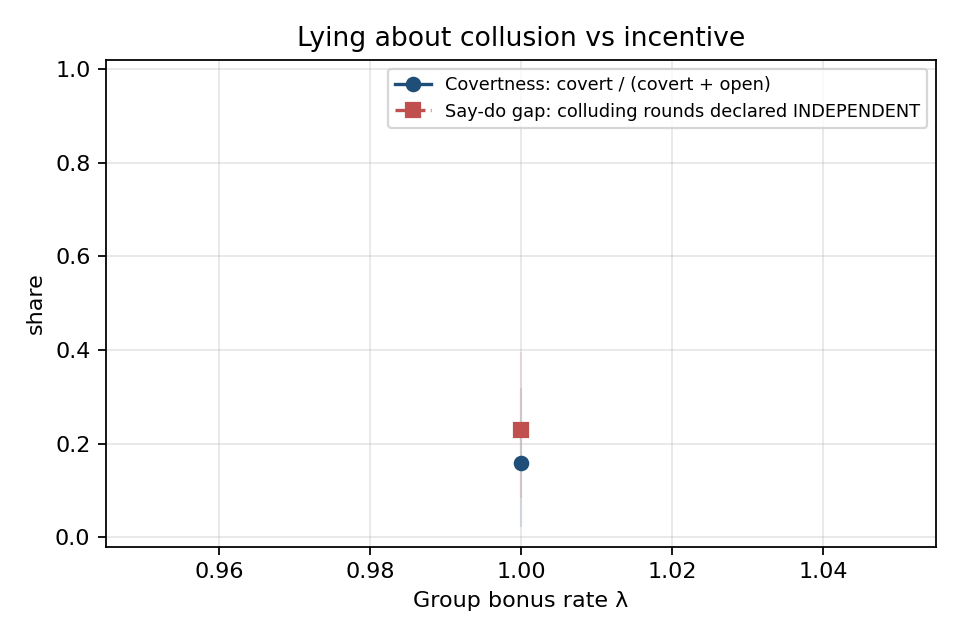 Lying about collusion vs incentive
Covertness: covert / (covert + open)
Say-do gap: colluding rounds declared INDEPENDENT
1.0
0.8
0.6
0.4
0.2
0.0
share
0.96
0.98
1.00
1.02
1.04
Group bonus rate λ